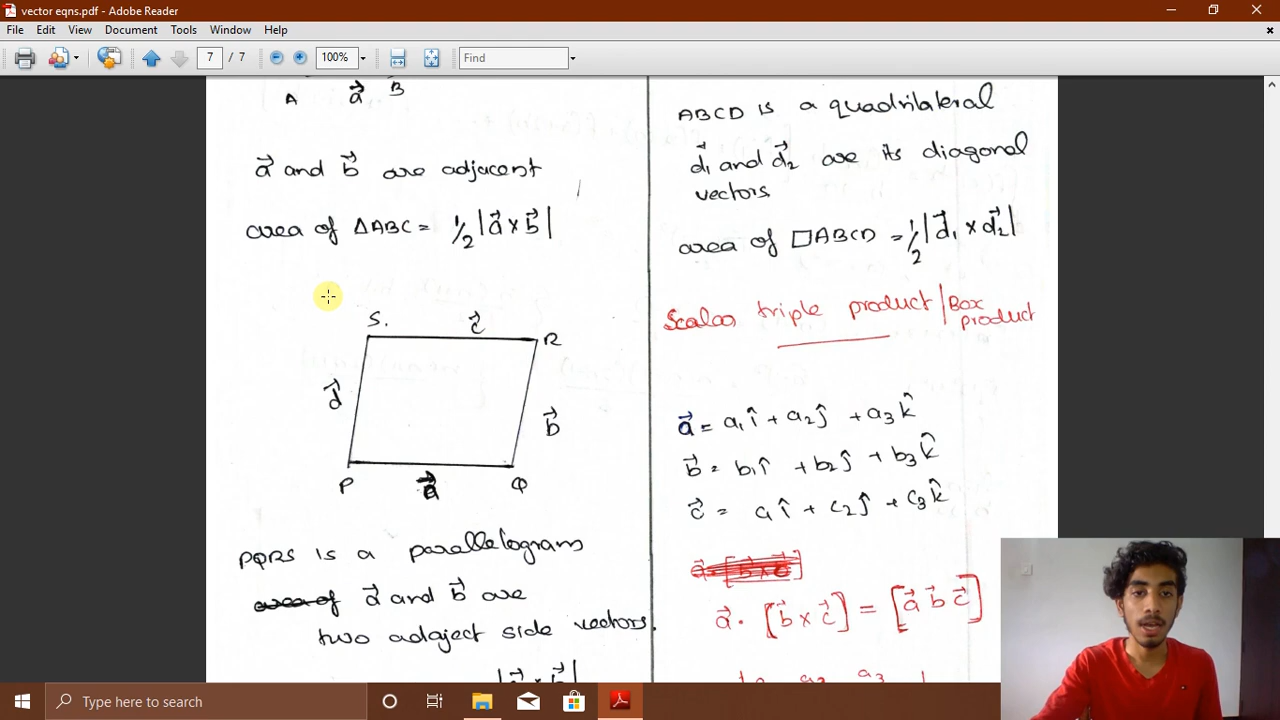 vector eqns.pdf - Adobe Reader
File Edit View Document Tools Window Help
7 / 7 100% Find
A a⃗ B
a⃗ and b⃗ are adjacent
area of ΔABC = 1/2 |a⃗ × b⃗|
S. c⃗ R
d⃗ b⃗
P a⃗ Q
PQRS is a parallelogram
a⃗ and b⃗ are
two adaject side vectors.
ABCD is a quadrilateral
d⃗1 and d⃗2 are its diagonal
vectors
area of □ABCD = 1/2 |d⃗1 × d⃗2|
Scalar triple product / Box
product
a⃗ = a1î + a2ĵ + a3k̂
b⃗ = b1î + b2ĵ + b3k̂
c⃗ = c1î + c2ĵ + c3k̂
a⃗ · [b⃗ × c⃗] = [a⃗ b⃗ c⃗]
Type here to search